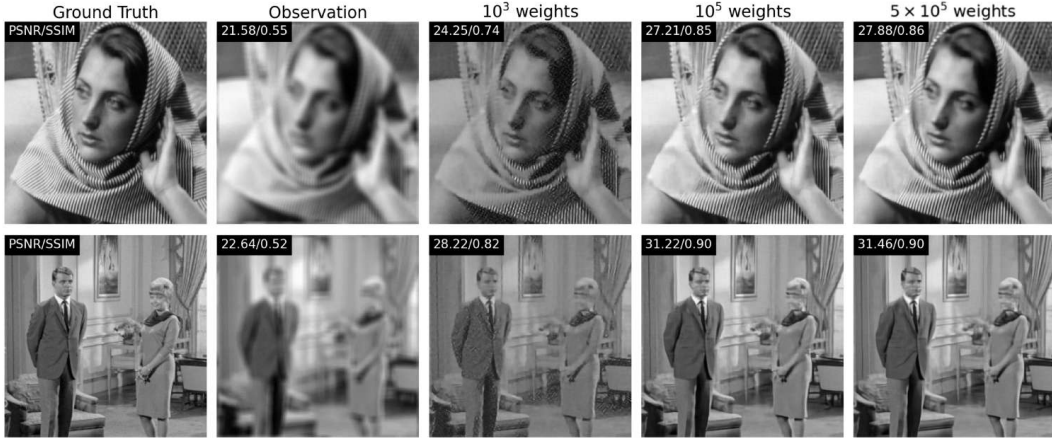 Ground Truth
Observation
10³ weights
10⁵ weights
5 × 10⁵ weights
PSNR/SSIM
21.58/0.55
24.25/0.74
27.21/0.85
27.88/0.86
PSNR/SSIM
22.64/0.52
28.22/0.82
31.22/0.90
31.46/0.90